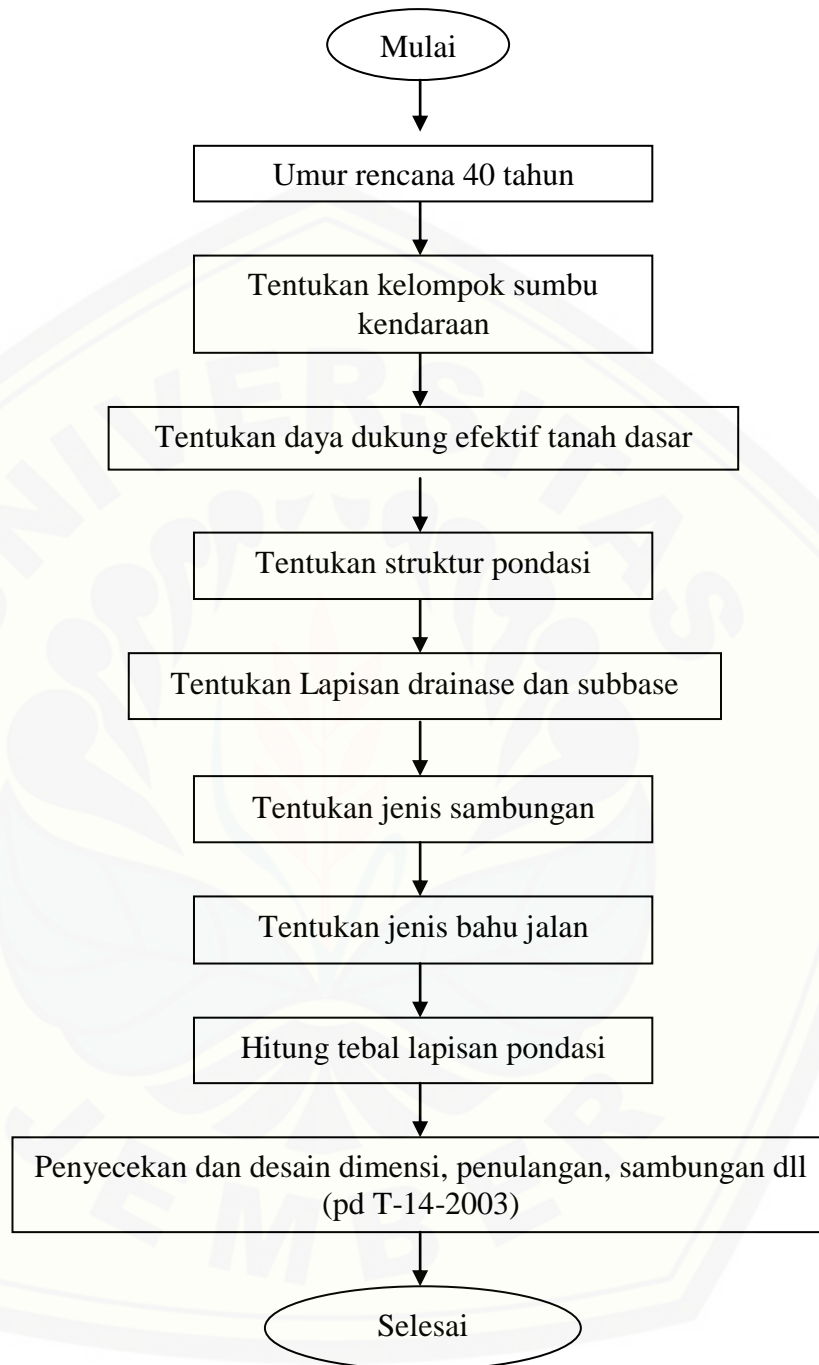 Mulai
Umur rencana 40 tahun
Tentukan kelompok sumbu
kendaraan
Tentukan daya dukung efektif tanah dasar
Tentukan struktur pondasi
Tentukan Lapisan drainase dan subbase
Tentukan jenis sambungan
Tentukan jenis bahu jalan
Hitung tebal lapisan pondasi
Penyecekan dan desain dimensi, penulangan, sambungan dll
(pd T-14-2003)
Selesai
UNIVERSITAS
JEMBER